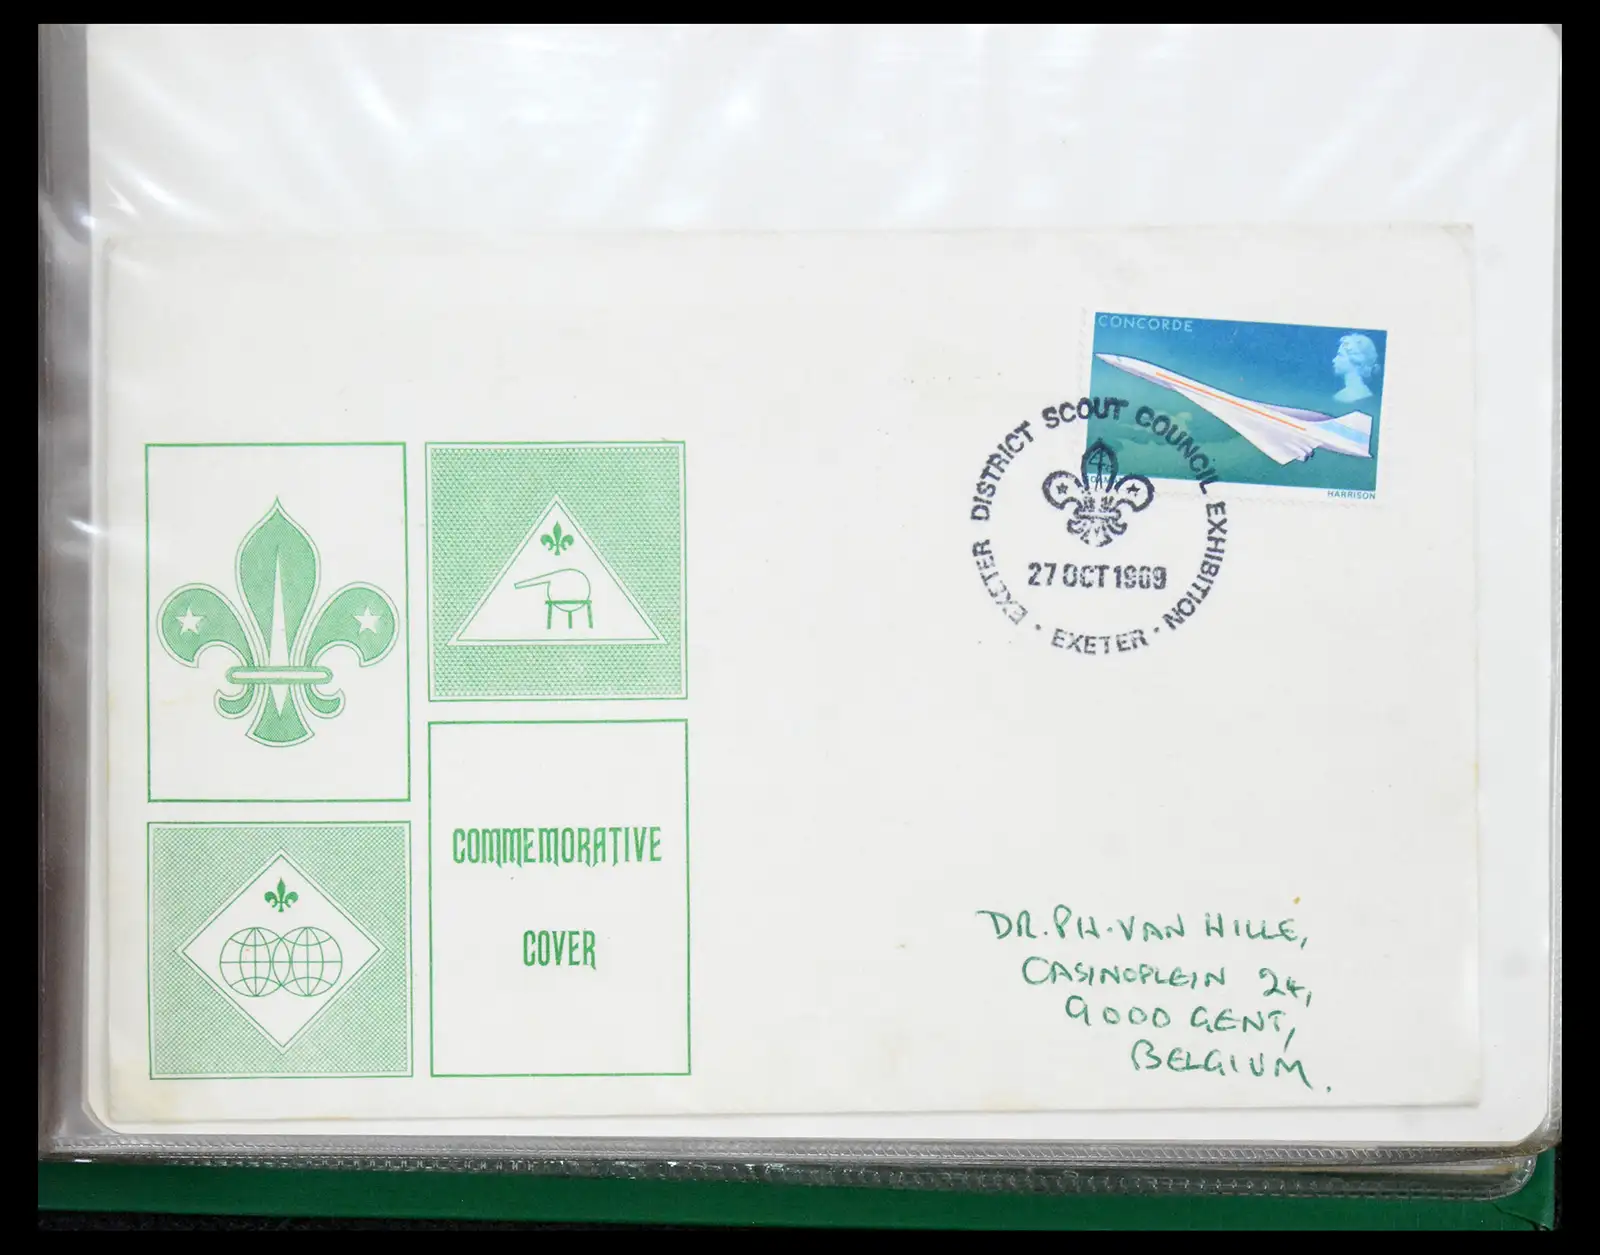 CONCORDE
HARRISON
EXETER DISTRICT SCOUT COUNCIL EXHIBITION
27 OCT 1969
· EXETER ·
COMMEMORATIVE
COVER
DR. PH. VAN HILLE,
CASINOPLEIN 24,
9000 GENT,
BELGIUM.